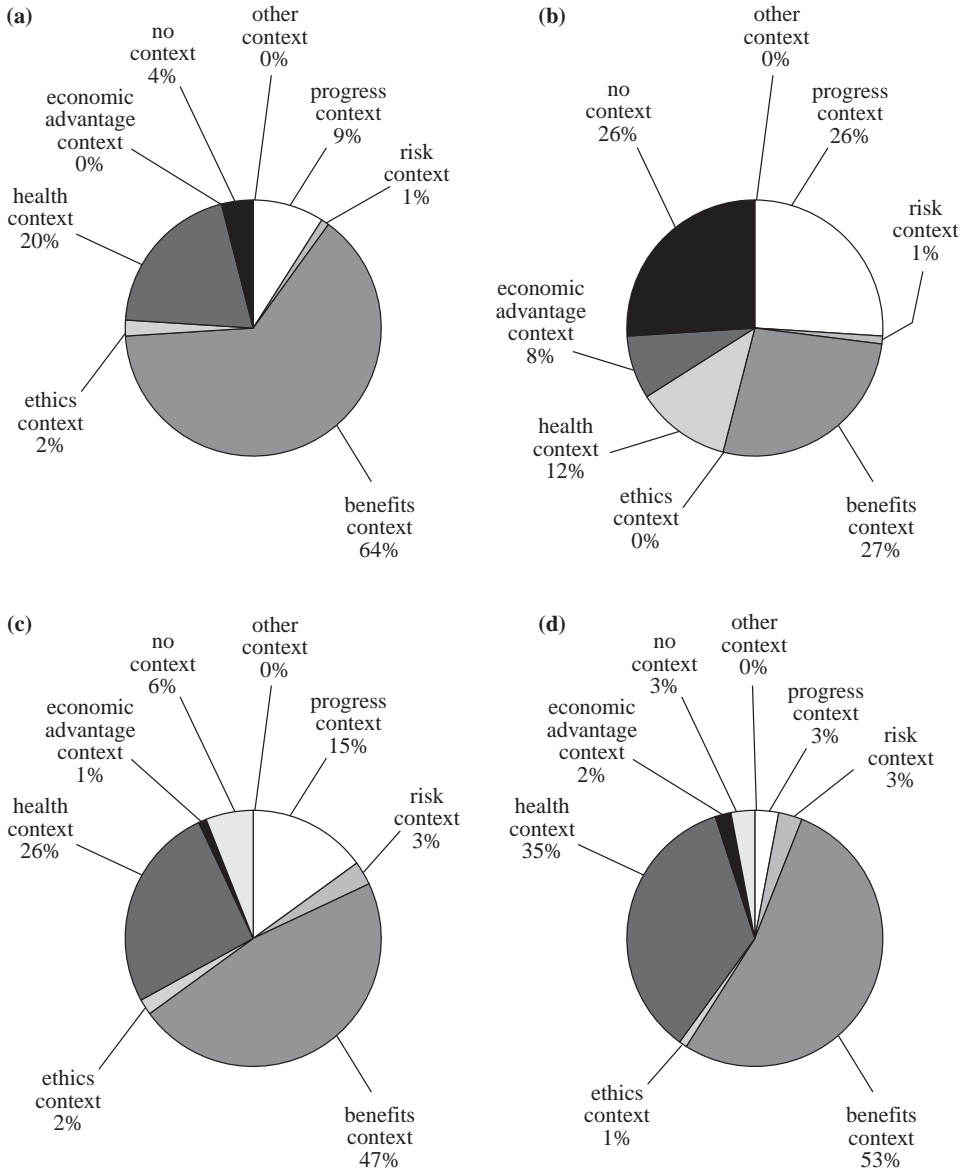 (a)
other
context
0%
no
context
4%
progress
context
9%
economic
advantage
context
0%
risk
context
1%
health
context
20%
ethics
context
2%
benefits
context
64%
(b)
other
context
0%
no
context
26%
progress
context
26%
risk
context
1%
economic
advantage
context
8%
health
context
12%
ethics
context
0%
benefits
context
27%
(c)
other
context
0%
no
context
6%
progress
context
15%
economic
advantage
context
1%
risk
context
3%
health
context
26%
ethics
context
2%
benefits
context
47%
(d)
other
context
0%
no
context
3%
progress
context
3%
economic
advantage
context
2%
risk
context
3%
health
context
35%
ethics
context
1%
benefits
context
53%